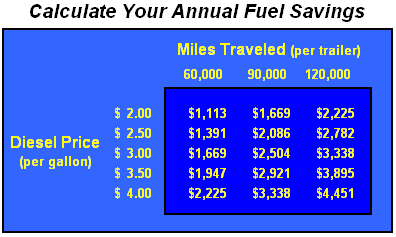 Calculate Your Annual Fuel Savings
Miles Traveled (per trailer)
60,000 90,000 120,000
$ 2.00 $1,113 $1,669 $2,225
$ 2.50 $1,391 $2,086 $2,782
Diesel Price (per gallon)
$ 3.00 $1,669 $2,504 $3,338
$ 3.50 $1,947 $2,921 $3,895
$ 4.00 $2,225 $3,338 $4,451